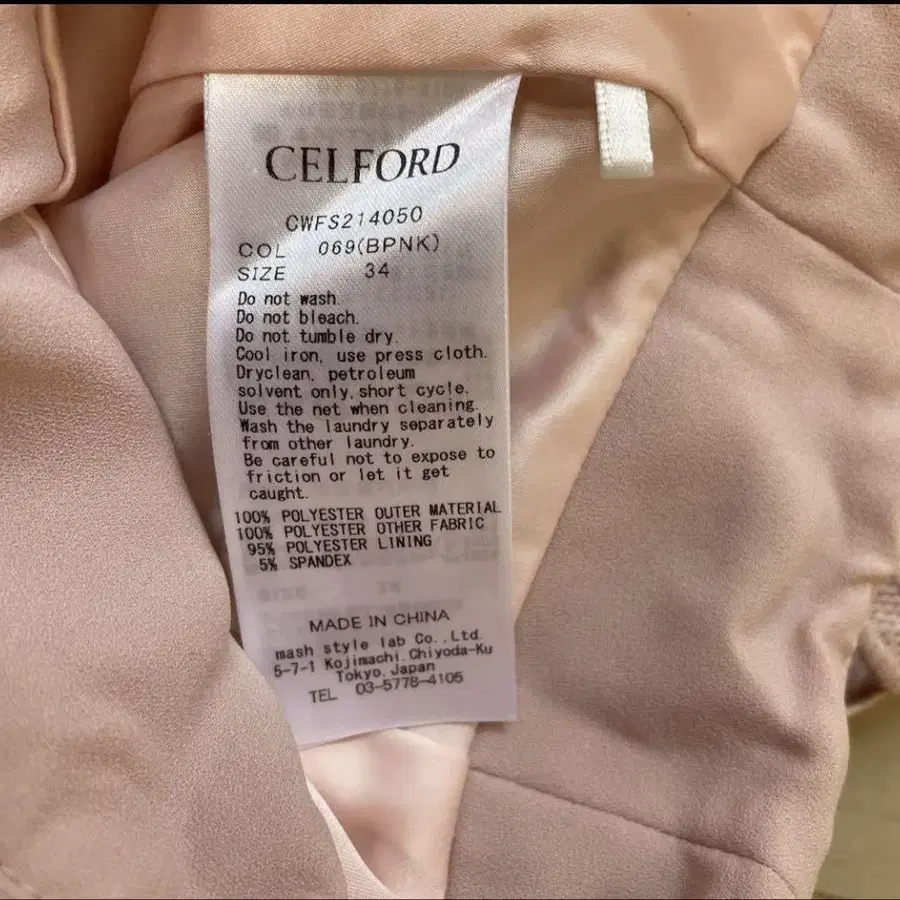 CELFORD
CWFS214050
COL 069(BPNK)
SIZE 34
Do not wash.
Do not bleach.
Do not tumble dry.
Cool iron, use press cloth.
Dryclean, petroleum
solvent only, short cycle.
Use the net when cleaning.
Wash the laundry separately
from other laundry.
Be careful not to expose to
friction or let it get
caught.
100% POLYESTER OUTER MATERIAL
100% POLYESTER OTHER FABRIC
95% POLYESTER LINING
5% SPANDEX
MADE IN CHINA
mash style lab Co., Ltd.
5-7-1 Kojimachi, Chiyoda-Ku
Tokyo, Japan
TEL 03-5778-4105